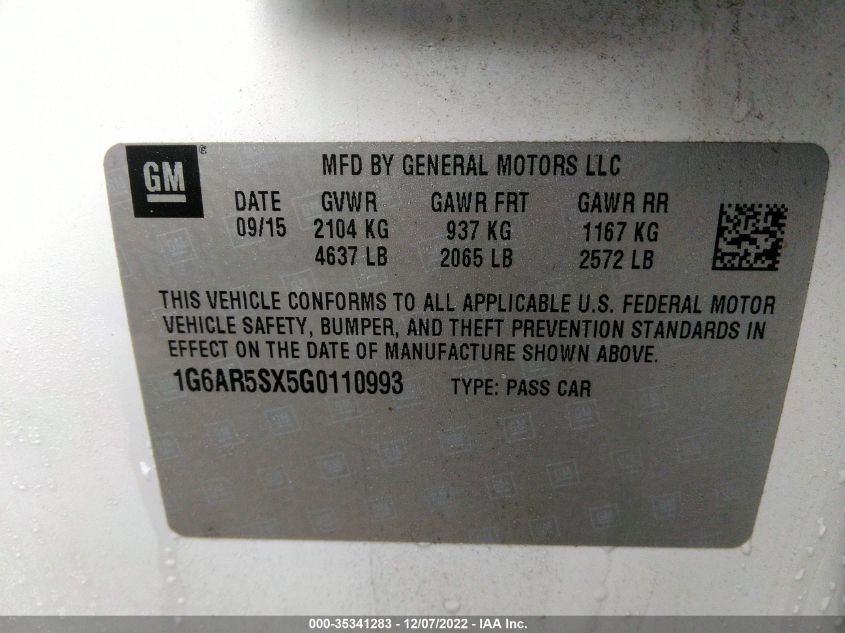 GM ®
MFD BY GENERAL MOTORS LLC
DATE GVWR GAWR FRT GAWR RR
09/15 2104 KG 937 KG 1167 KG
4637 LB 2065 LB 2572 LB
THIS VEHICLE CONFORMS TO ALL APPLICABLE U.S. FEDERAL MOTOR
VEHICLE SAFETY, BUMPER, AND THEFT PREVENTION STANDARDS IN
EFFECT ON THE DATE OF MANUFACTURE SHOWN ABOVE.
1G6AR5SX5G0110993 TYPE: PASS CAR
000-35341283 - 12/07/2022 - IAA Inc.